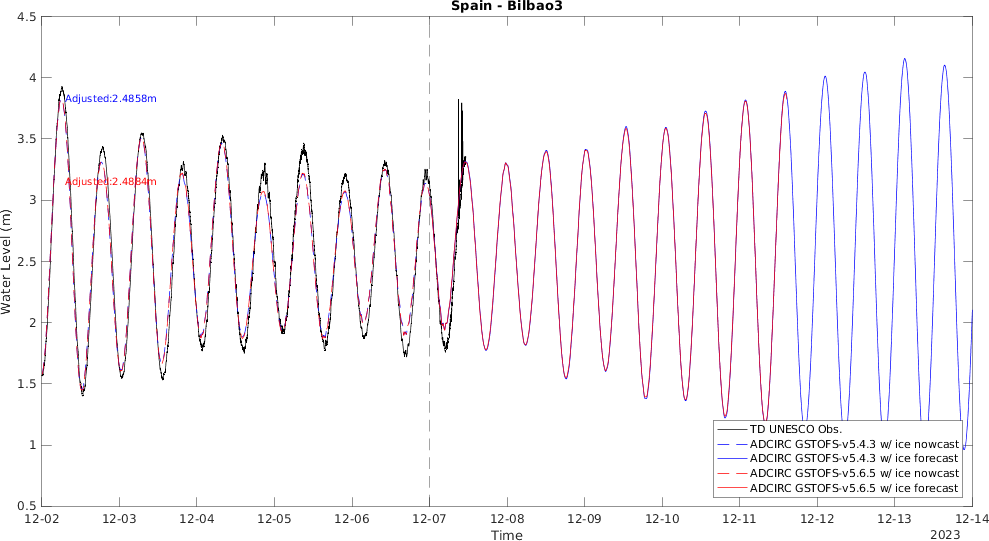 Spain - Bilbao3
4.5
4
3.5
3
2.5
2
1.5
1
0.5
Water Level (m)
Adjusted:2.4858m
Adjusted:2.4884m
TD UNESCO Obs.
ADCIRC GSTOFS-v5.4.3 w/ ice nowcast
ADCIRC GSTOFS-v5.4.3 w/ ice forecast
ADCIRC GSTOFS-v5.6.5 w/ ice nowcast
ADCIRC GSTOFS-v5.6.5 w/ ice forecast
12-02 12-03 12-04 12-05 12-06 12-07 12-08 12-09 12-10 12-11 12-12 12-13 12-14
Time
2023